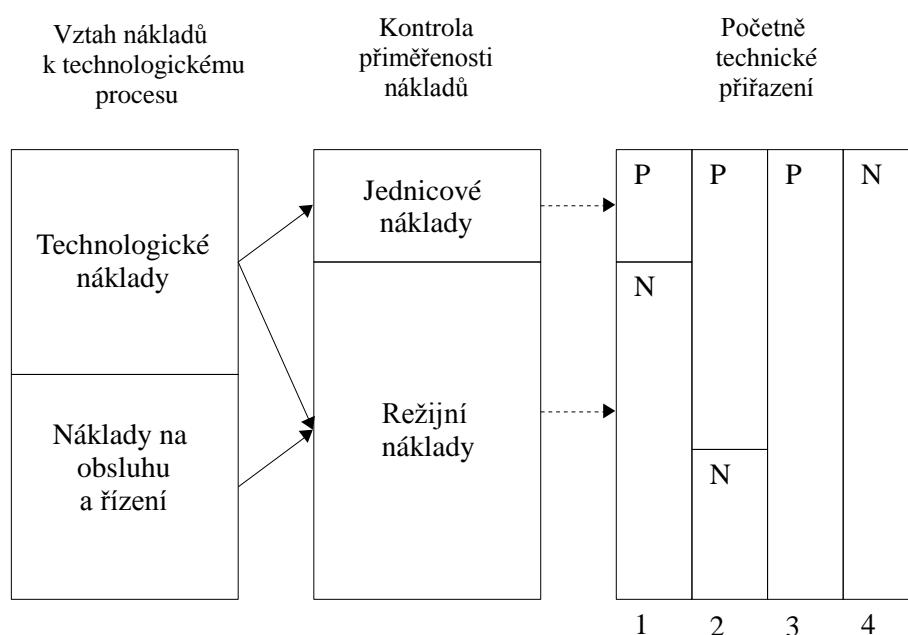 Vztah nákladů
k technologickému
procesu
Kontrola
přiměřenosti
nákladů
Početně
technické
přiřazení
Technologické
náklady
Náklady na
obsluhu
a řízení
Jednicové
náklady
Režijní
náklady
P
P
P
N
N
N
1
2
3
4